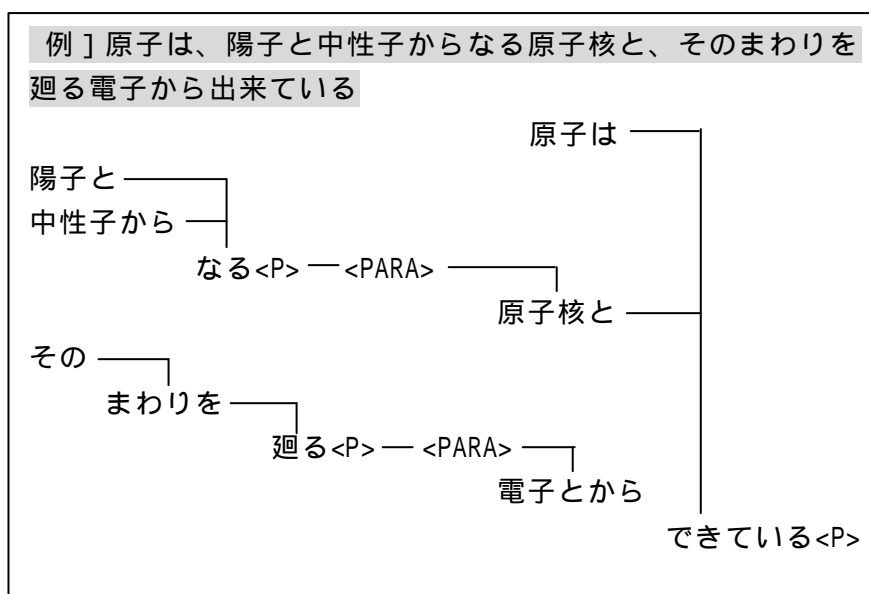 例］原子は、陽子と中性子からなる原子核と、そのまわりを
廻る電子から出来ている
原子は
陽子と
中性子から
なる<P> <PARA>
原子核と
その
まわりを
廻る<P> <PARA>
電子とから
できている<P>